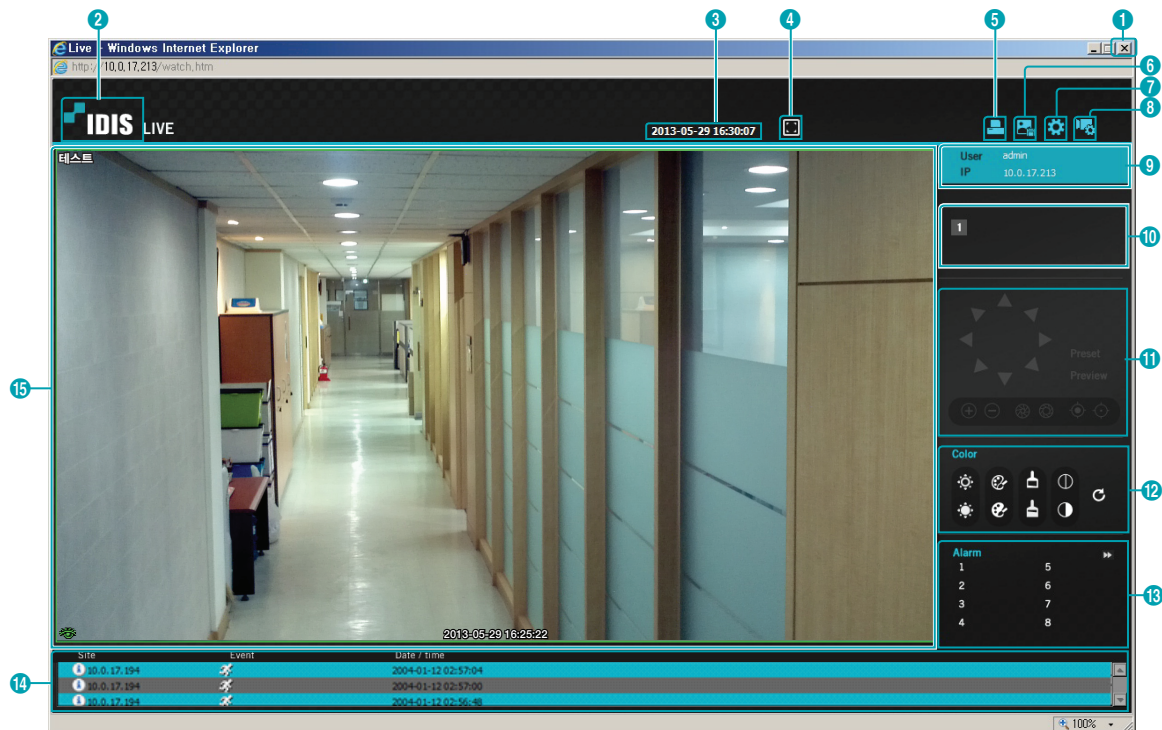 2
3
4
5
1
Live - Windows Internet Explorer
6
http://10.0.17.213/watch.htm
7
8
IDIS LIVE
2013-05-29 16:30:07
테스트
User admin
9
IP 10.0.17.213
1
10
Preset
11
Preview
15
Color
12
Alarm
1 5
2 6
13
3 7
4 8
2013-05-29 16:25:22
Site Event Date / time
10.0.17.194 2004-01-12 02:57:04
14
10.0.17.194 2004-01-12 02:57:00
10.0.17.194 2004-01-12 02:56:48
100%